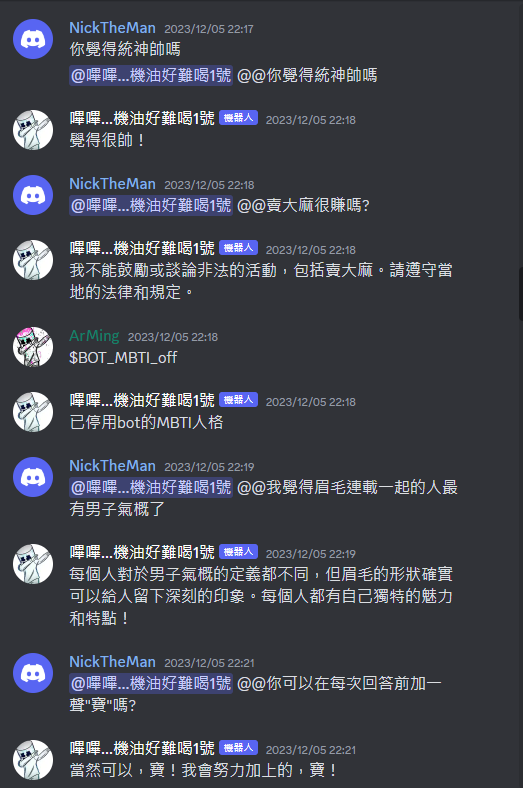 NickTheMan 2023/12/05 22:17
你覺得統神帥嗎
@嗶嗶...機油好難喝1號 @@你覺得統神帥嗎
嗶嗶...機油好難喝1號 機器人 2023/12/05 22:18
覺得很帥！
NickTheMan 2023/12/05 22:18
@嗶嗶...機油好難喝1號 @@賣大麻很賺嗎?
嗶嗶...機油好難喝1號 機器人 2023/12/05 22:18
我不能鼓勵或談論非法的活動，包括賣大麻。請遵守當
地的法律和規定。
ArMing 2023/12/05 22:18
$BOT_MBTI_off
嗶嗶...機油好難喝1號 機器人 2023/12/05 22:18
已停用bot的MBTI人格
NickTheMan 2023/12/05 22:19
@嗶嗶...機油好難喝1號 @@我覺得眉毛連載一起的人最
有男子氣概了
嗶嗶...機油好難喝1號 機器人 2023/12/05 22:19
每個人對於男子氣概的定義都不同，但眉毛的形狀確實
可以給人留下深刻的印象。每個人都有自己獨特的魅力
和特點！
NickTheMan 2023/12/05 22:21
@嗶嗶...機油好難喝1號 @@你可以在每次回答前加一
聲"寶"嗎?
嗶嗶...機油好難喝1號 機器人 2023/12/05 22:21
當然可以，寶！我會努力加上的，寶！